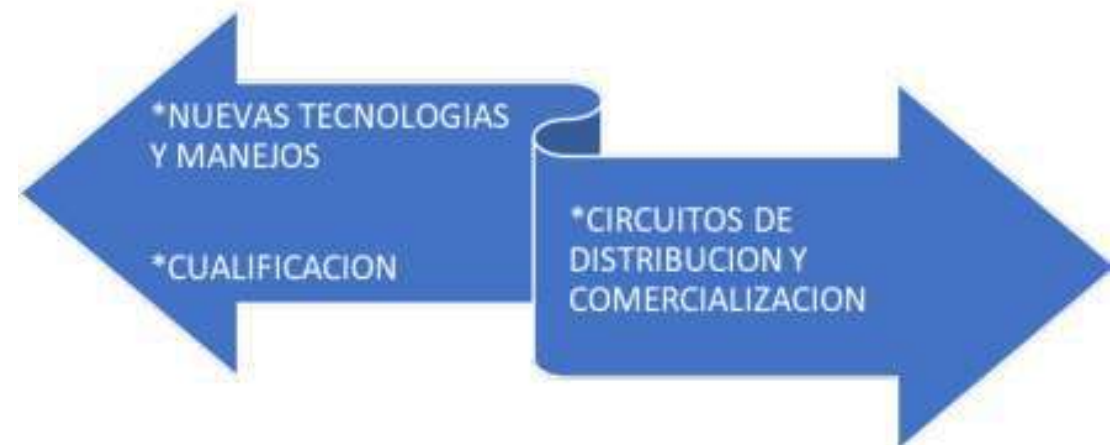 *NUEVAS TECNOLOGIAS
Y MANEJOS
*CUALIFICACION
*CIRCUITOS DE
DISTRIBUCION Y
COMERCIALIZACION